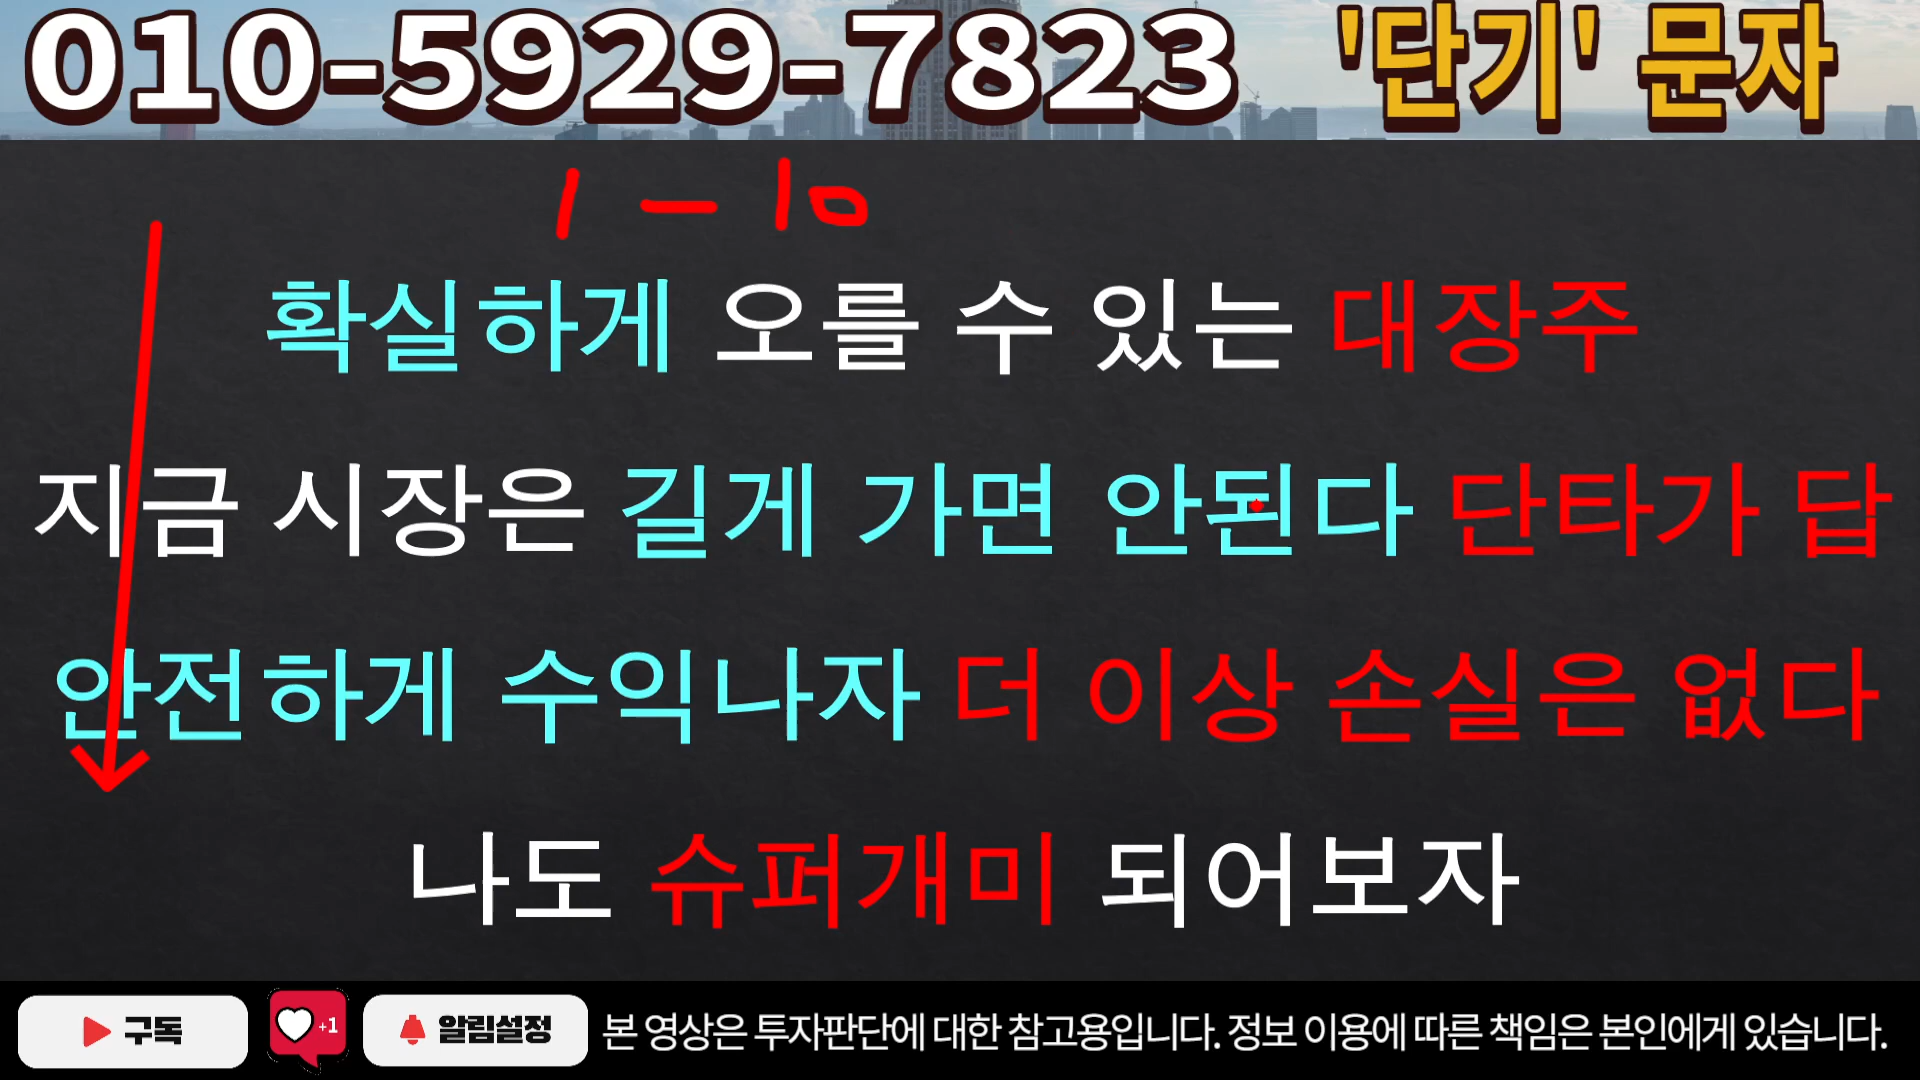 010-5929-7823 '단기' 문자
1 - 10
확실하게 오를 수 있는 대장주
지금 시장은 길게 가면 안된다 단타가 답
안전하게 수익나자 더 이상 손실은 없다
나도 슈퍼개미 되어보자
구독 +1 알림설정 본 영상은 투자판단에 대한 참고용입니다. 정보 이용에 따른 책임은 본인에게 있습니다.